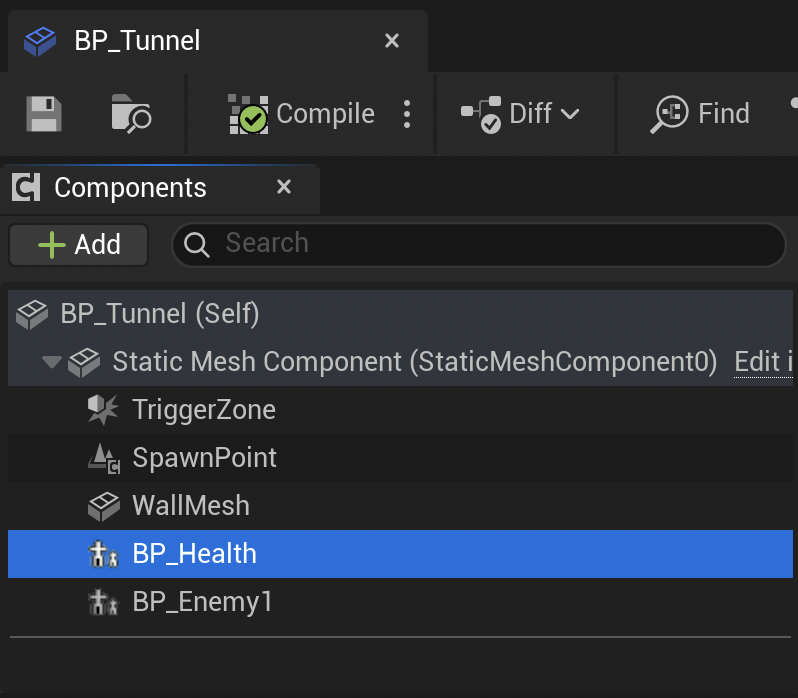 BP_Tunnel
Compile
Diff
Find
Components
Add
Search
BP_Tunnel (Self)
Static Mesh Component (StaticMeshComponent0) Edit i
TriggerZone
SpawnPoint
WallMesh
BP_Health
BP_Enemy1